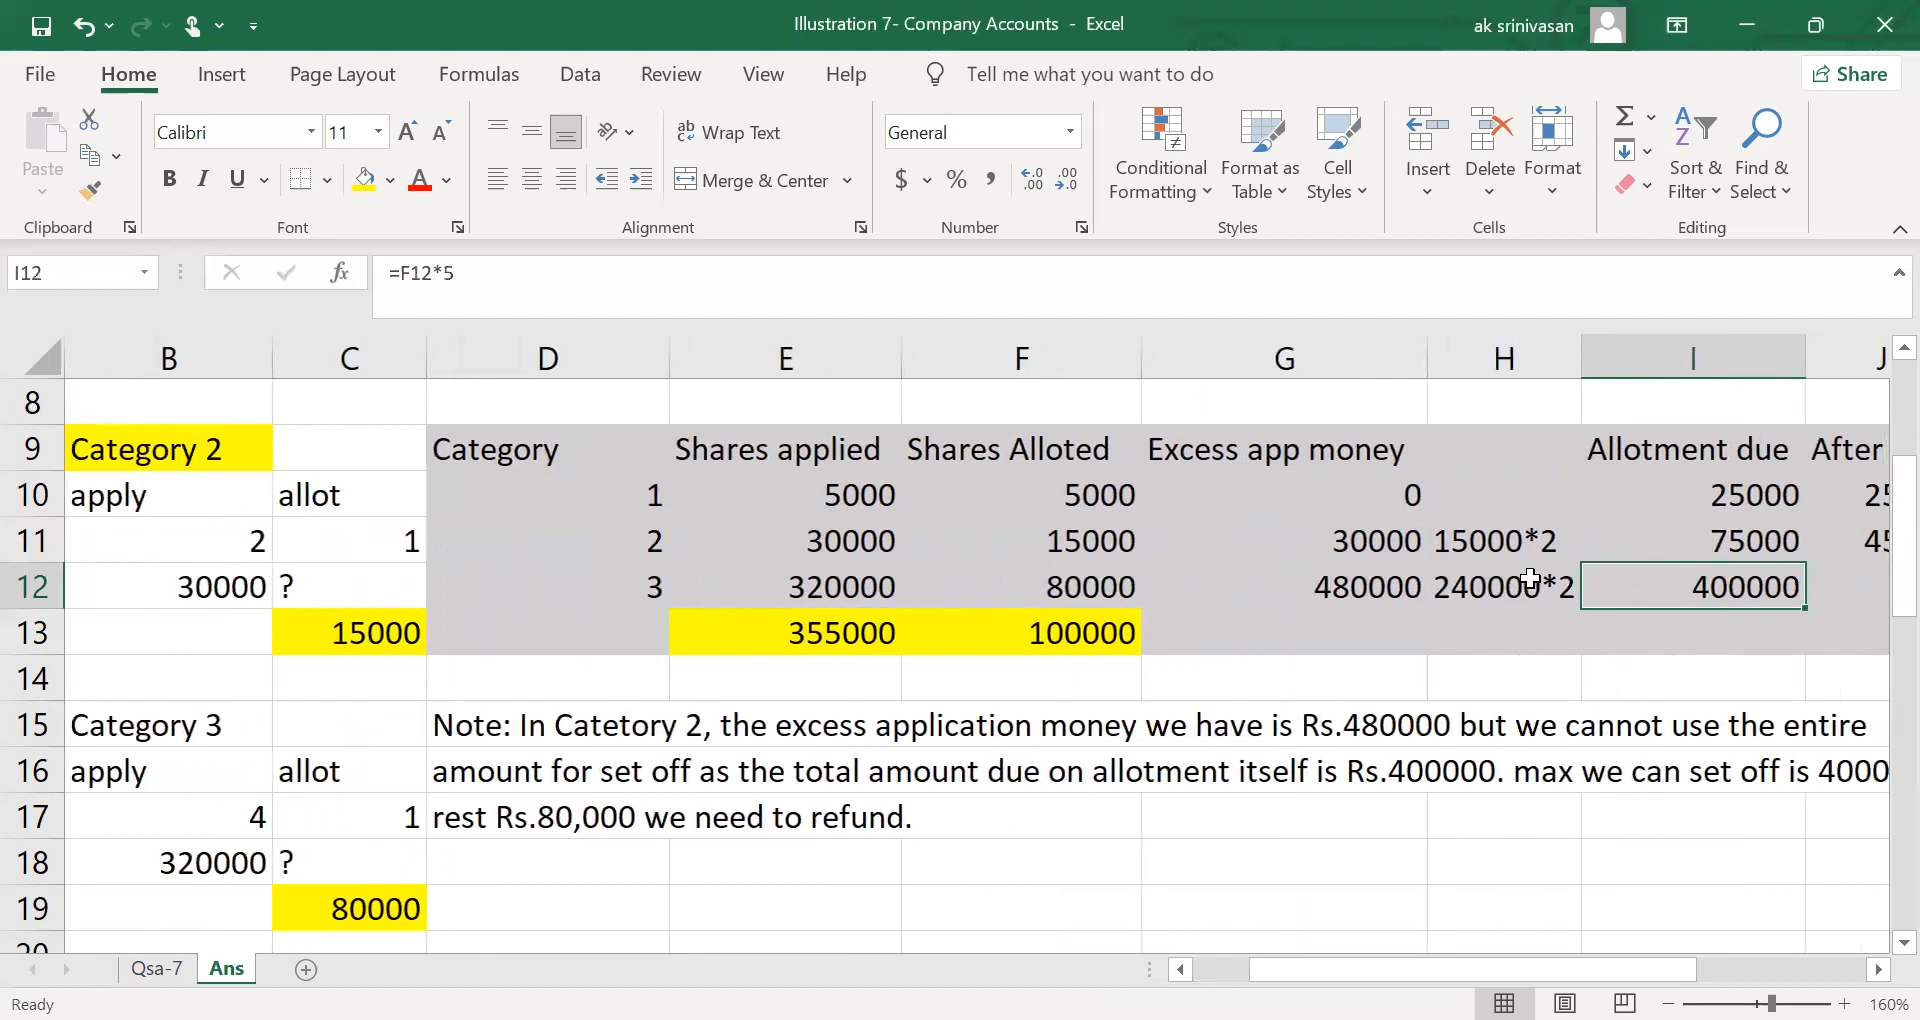 Illustration 7- Company Accounts - Excel
ak srinivasan
File Home Insert Page Layout Formulas Data Review View Help Tell me what you want to do
Share
Paste
Calibri 11
Wrap Text
Merge & Center
General
Conditional Formatting
Format as Table
Cell Styles
Insert
Delete
Format
Sort & Filter
Find & Select
Clipboard Font Alignment Number Styles Cells Editing
I12 fx =F12*5
B C D E F G H I J
8
9 Category 2 Category Shares applied Shares Alloted Excess app money Allotment due After
10 apply allot 1 5000 5000 0 25000 25
11 2 1 2 30000 15000 30000 15000*2 75000 45
12 30000 ? 3 320000 80000 480000 240000*2 400000
13 15000 355000 100000
14
15 Category 3 Note: In Catetory 2, the excess application money we have is Rs.480000 but we cannot use the entire
16 apply allot amount for set off as the total amount due on allotment itself is Rs.400000. max we can set off is 4000
17 4 1 rest Rs.80,000 we need to refund.
18 320000 ?
19 80000
20
Qsa-7 Ans
Ready
160%